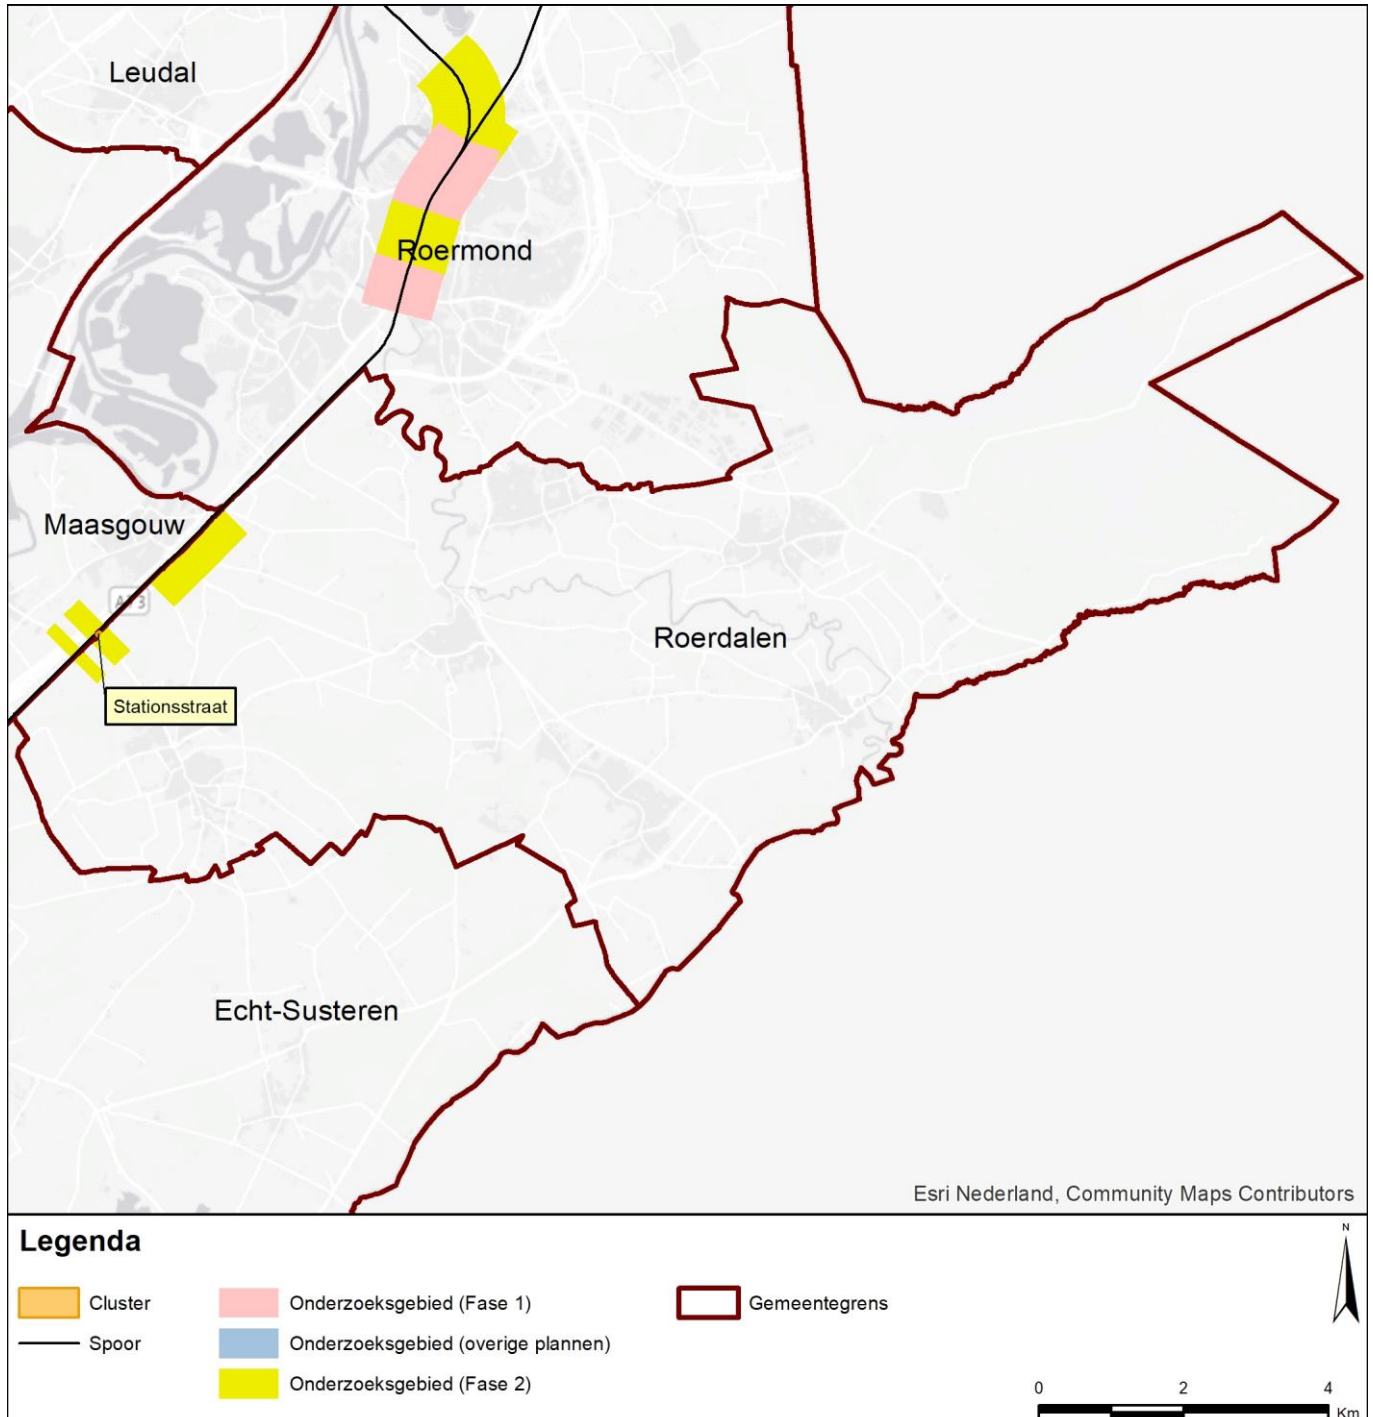 Leudal
Roermond
Maasgouw
A73
Roerdalen
Stationsstraat
Echt-Susteren
Esri Nederland, Community Maps Contributors
Legenda
N
Cluster
Onderzoeksgebied (Fase 1)
Gemeentegrens
Spoor
Onderzoeksgebied (overige plannen)
Onderzoeksgebied (Fase 2)
0 2 4
Km